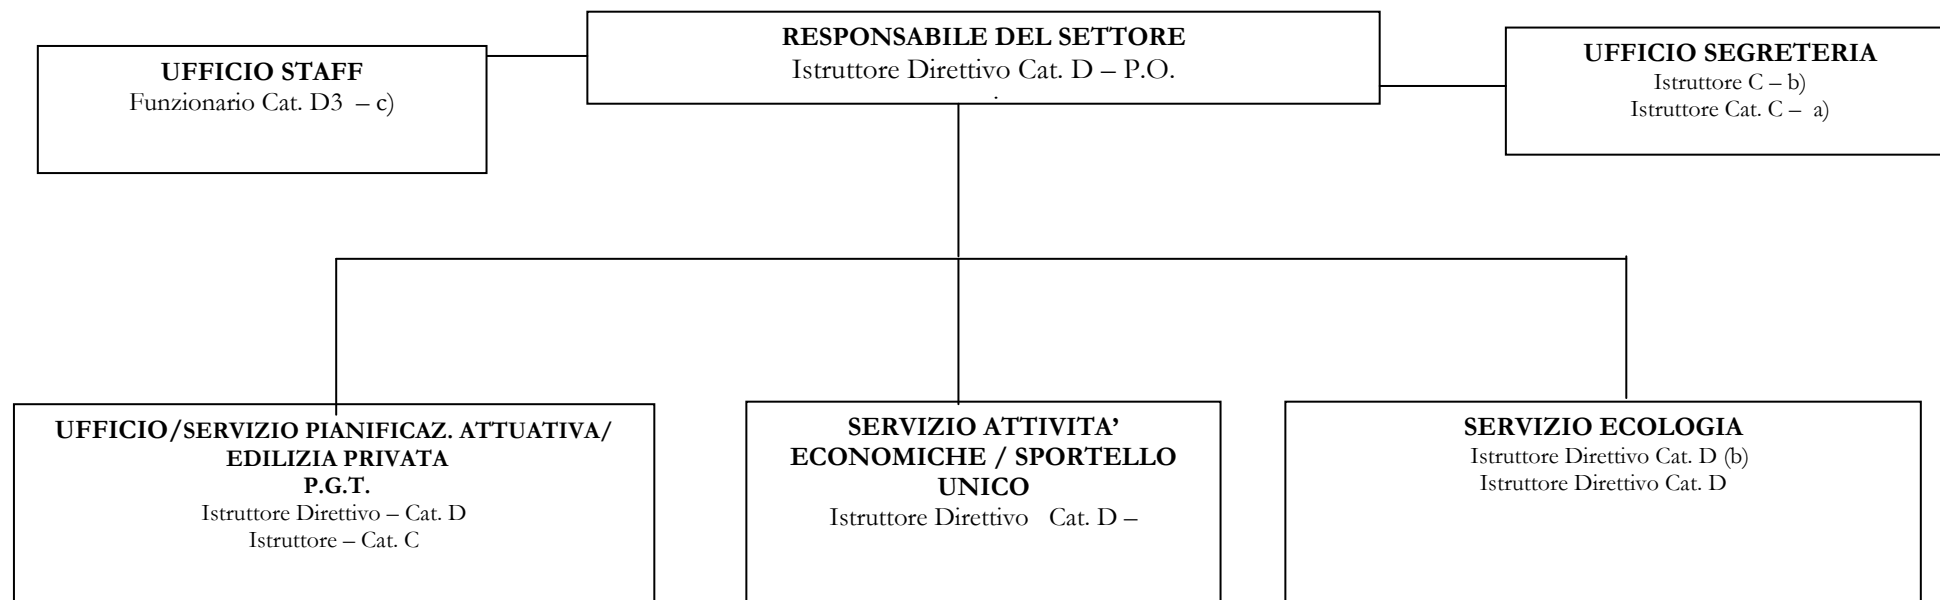 UFFICIO STAFF
Funzionario Cat. D3 – c)
RESPONSABILE DEL SETTORE
Istruttore Direttivo Cat. D – P.O.
.
UFFICIO SEGRETERIA
Istruttore C – b)
Istruttore Cat. C – a)
UFFICIO/SERVIZIO PIANIFICAZ. ATTUATIVA/
EDILIZIA PRIVATA
P.G.T.
Istruttore Direttivo – Cat. D
Istruttore – Cat. C
SERVIZIO ATTIVITA’
ECONOMICHE / SPORTELLO
UNICO
Istruttore Direttivo Cat. D –
SERVIZIO ECOLOGIA
Istruttore Direttivo Cat. D (b)
Istruttore Direttivo Cat. D